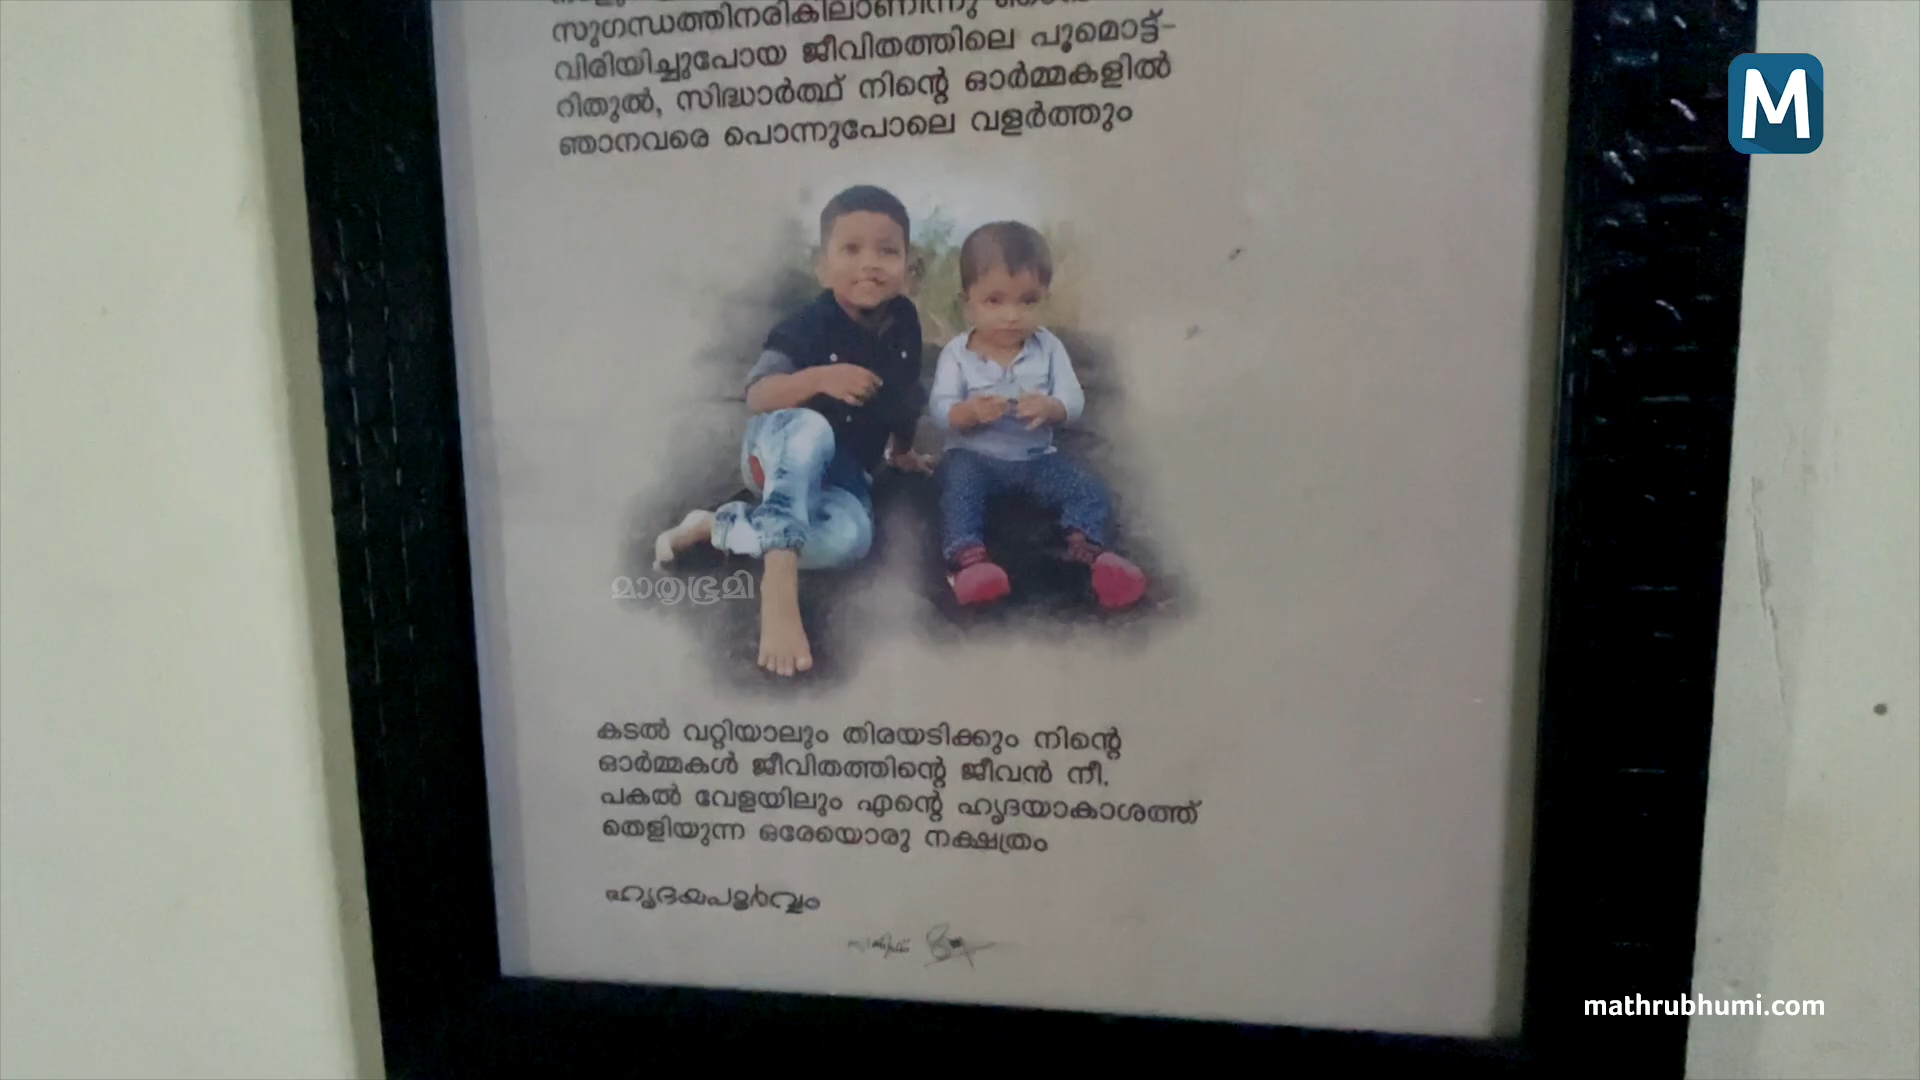 സുഗന്ധത്തിനരികിലാണിന്നു
വിരിയിച്ചുപോയ ജീവിതത്തിലെ പൂമൊട്ട്-
റിതുൽ, സിദ്ധാർത്ഥ് നിന്റെ ഓർമ്മകളിൽ
ഞാനവരെ പൊന്നുപോലെ വളർത്തും
M
മാതൃഭൂമി
കടൽ വറ്റിയാലും തിരയടിക്കും നിന്റെ
ഓർമ്മകൾ ജീവിതത്തിന്റെ ജീവൻ നീ.
പകൽ വേളയിലും എന്റെ ഹൃദയാകാശത്ത്
തെളിയുന്ന ഒരേയൊരു നക്ഷത്രം
ഹൃദയപൂർവ്വം
mathrubhumi.com